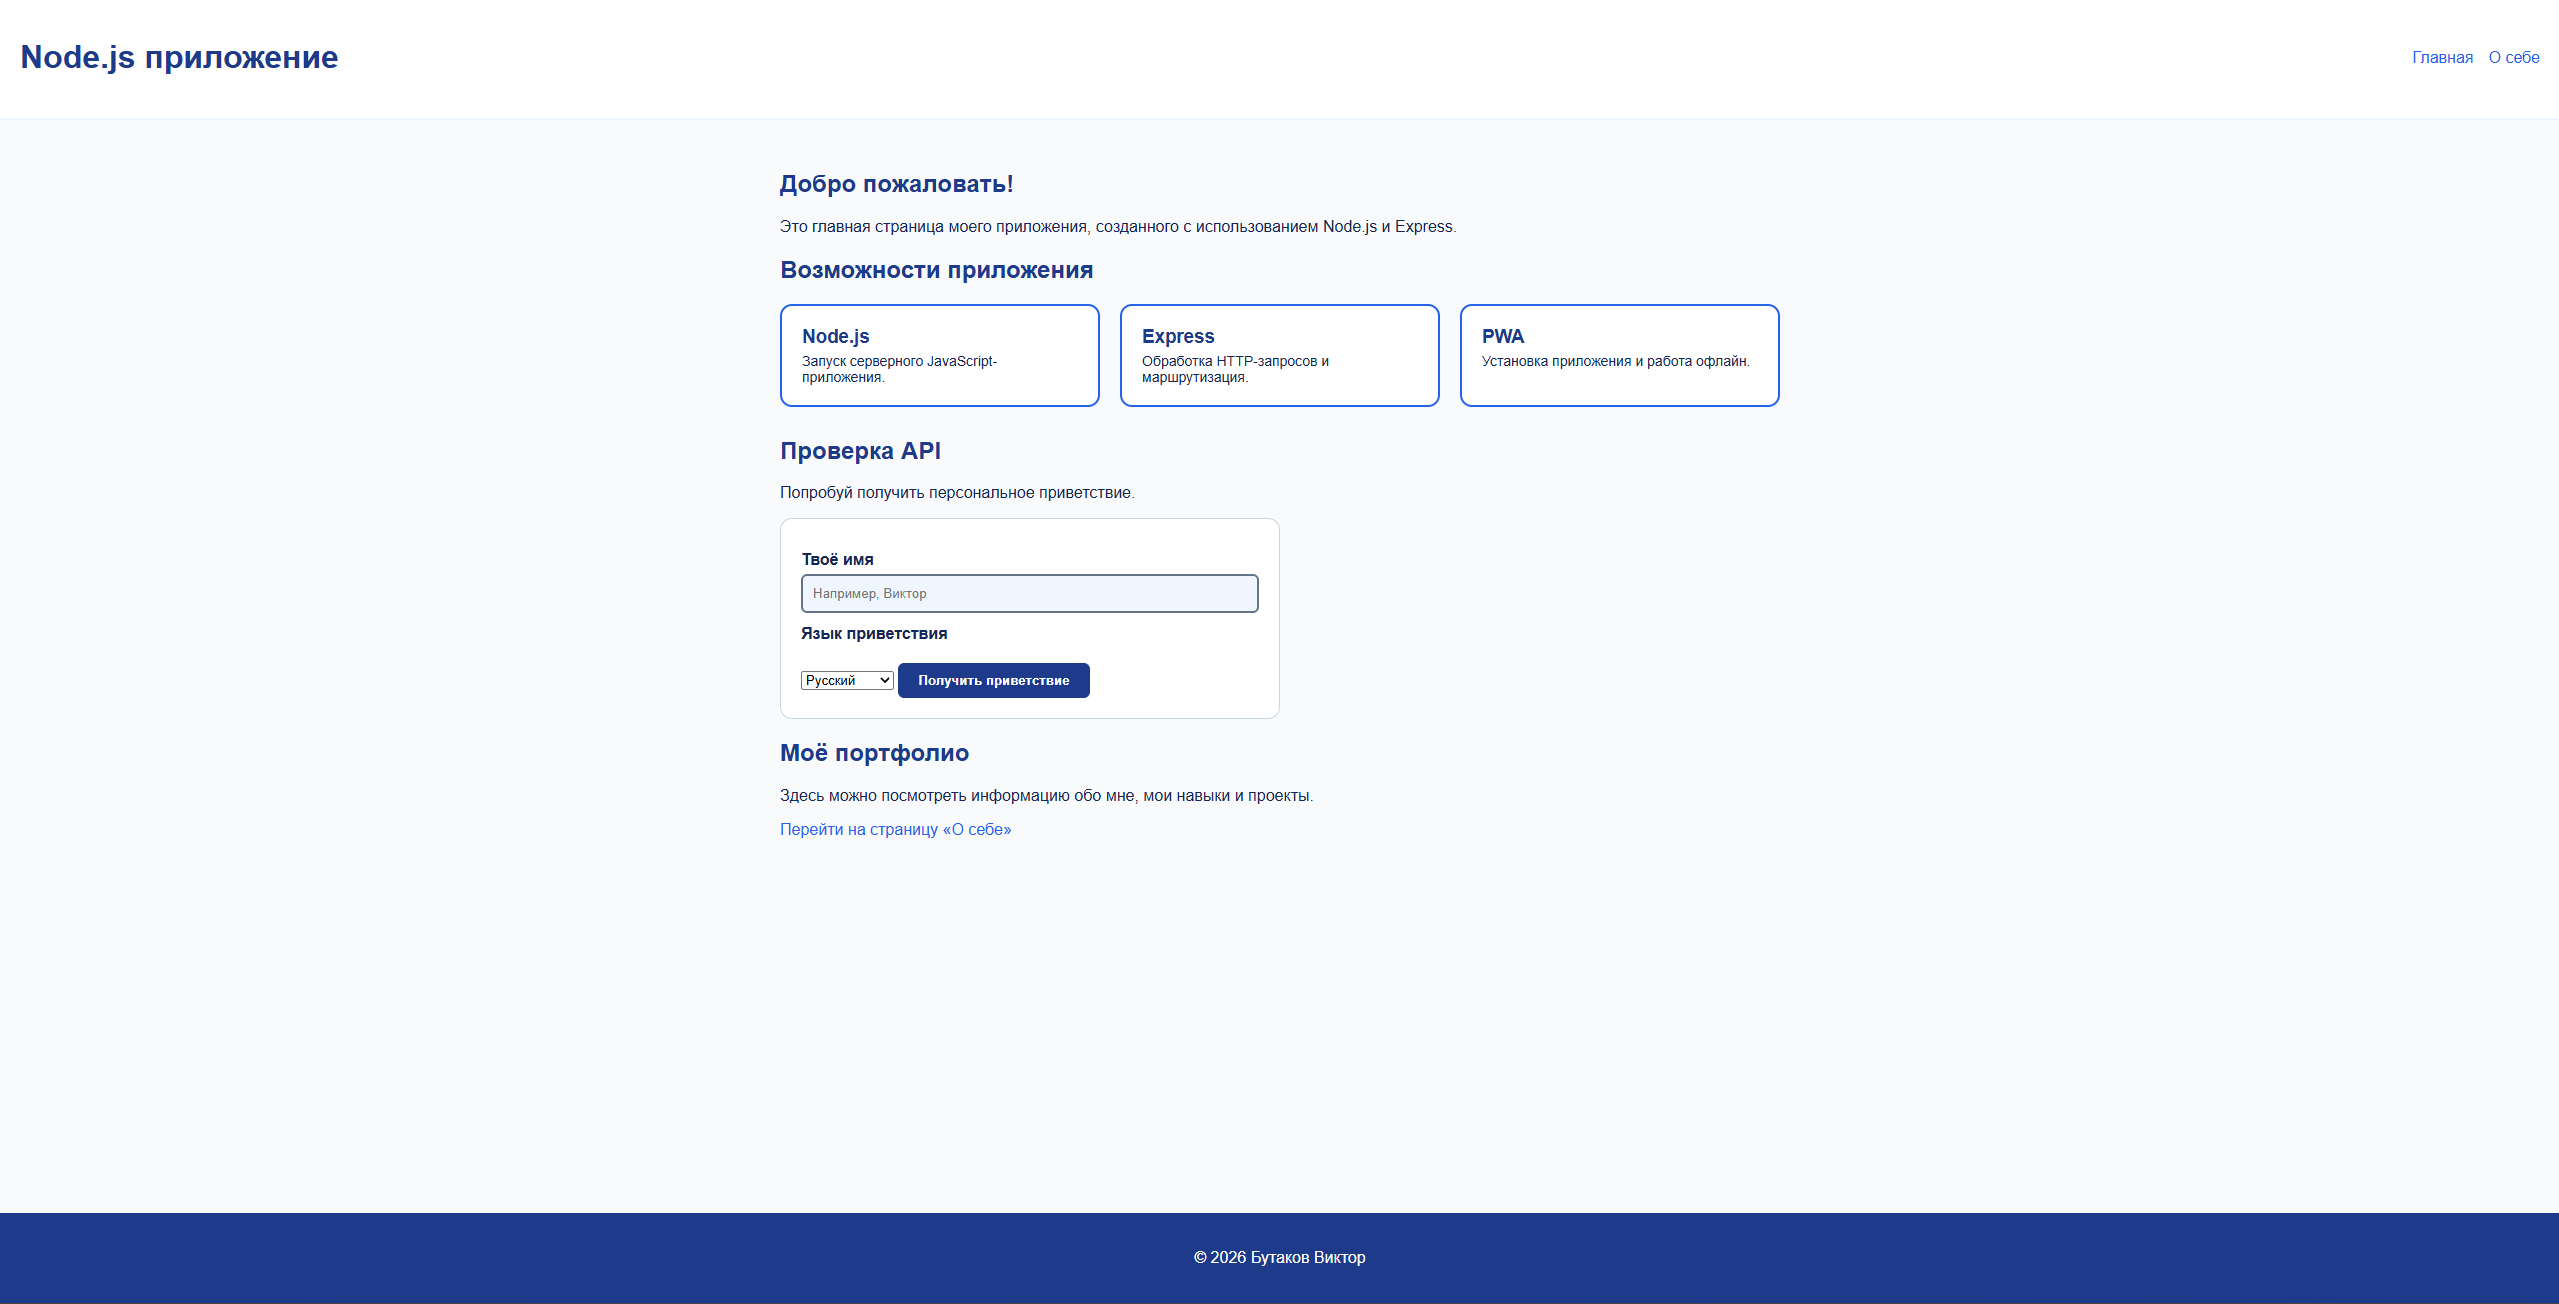 Node.js приложение
Главная О себе
Добро пожаловать!
Это главная страница моего приложения, созданного с использованием Node.js и Express.
Возможности приложения
Node.js
Запуск серверного JavaScript-
приложения.
Express
Обработка HTTP-запросов и
маршрутизация.
PWA
Установка приложения и работа офлайн.
Проверка API
Попробуй получить персональное приветствие.
Твоё имя
Например, Виктор
Язык приветствия
Русский Получить приветствие
Моё портфолио
Здесь можно посмотреть информацию обо мне, мои навыки и проекты.
Перейти на страницу «О себе»
© 2026 Бутаков Виктор